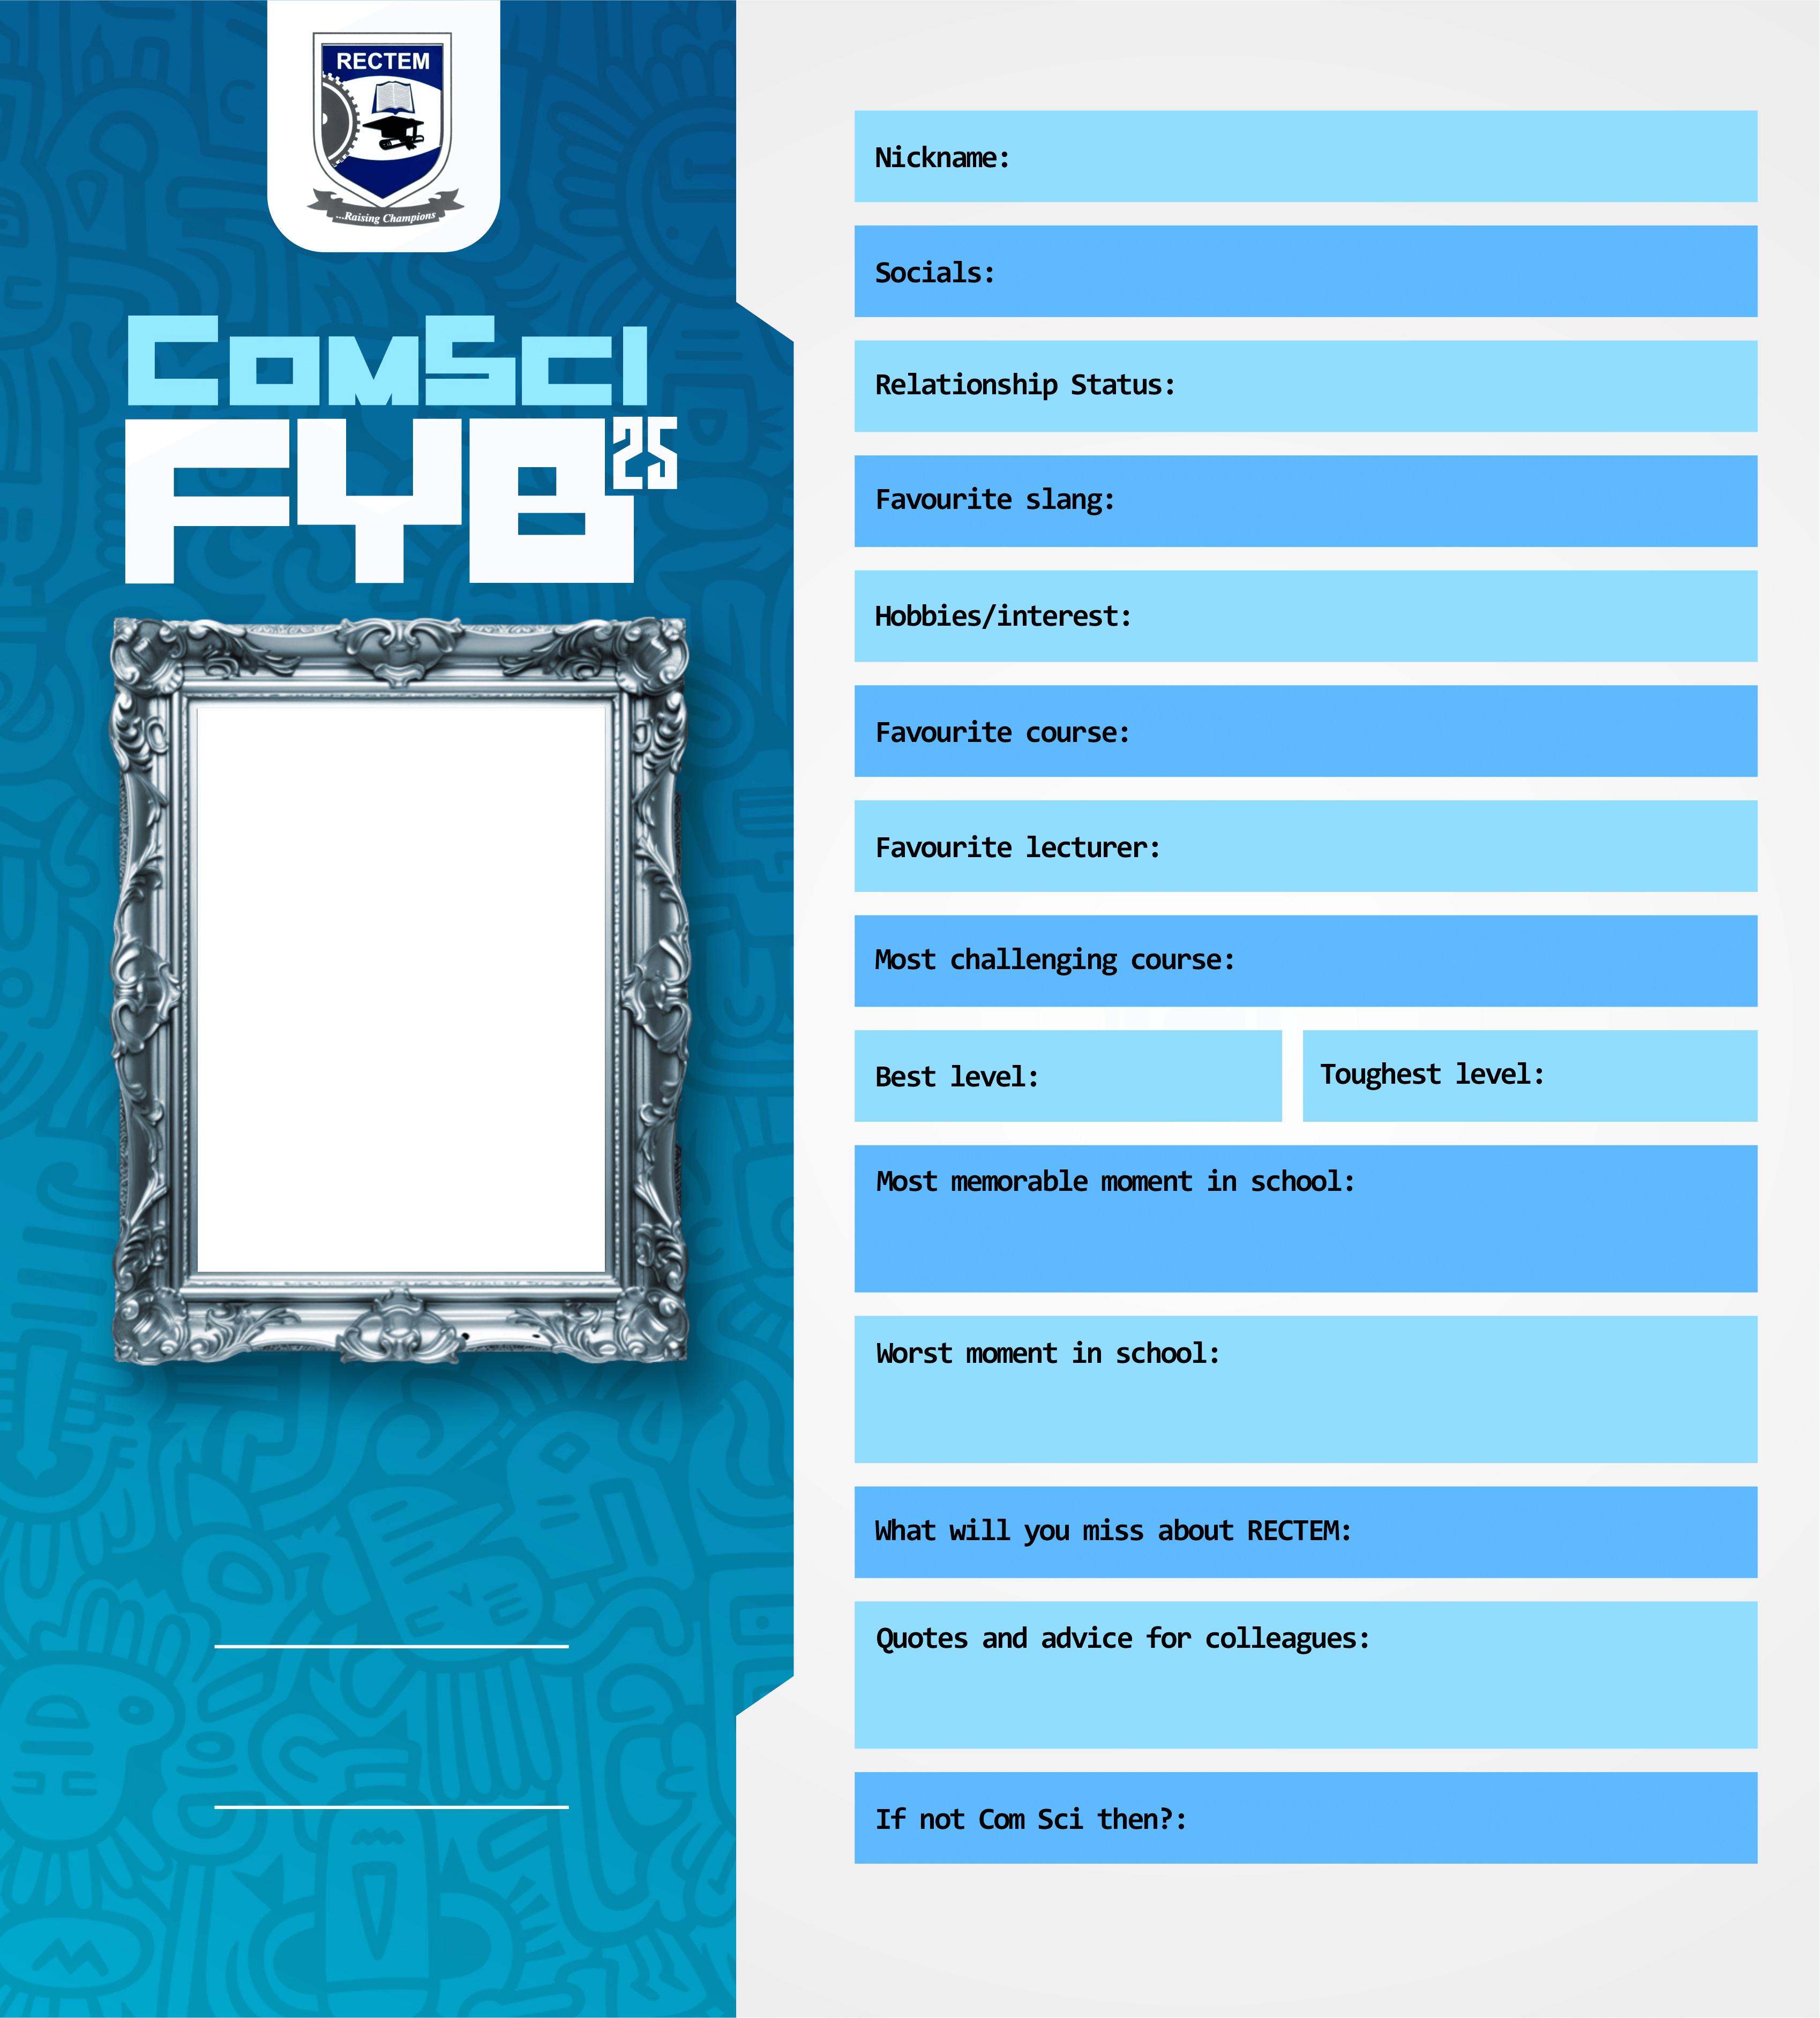 RECTEM
...Raising Champions
ComSci
FYB 25
Nickname:
Socials:
Relationship Status:
Favourite slang:
Hobbies/interest:
Favourite course:
Favourite lecturer:
Most challenging course:
Best level:
Toughest level:
Most memorable moment in school:
Worst moment in school:
What will you miss about RECTEM:
Quotes and advice for colleagues:
If not Com Sci then?: